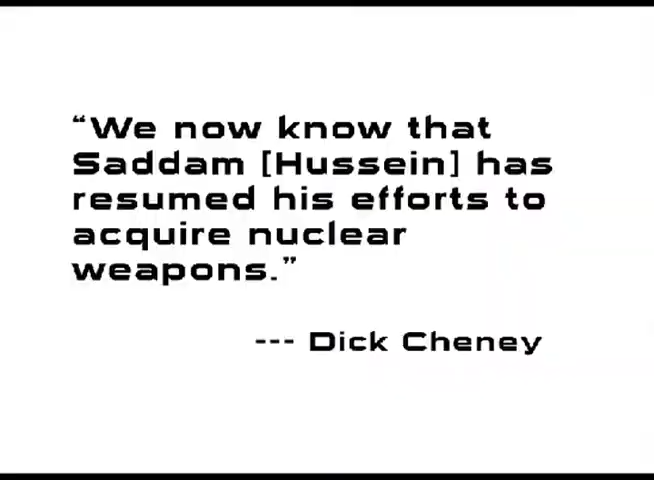 “We now know that
Saddam [Hussein] has
resumed his efforts to
acquire nuclear
weapons.”
--- Dick Cheney